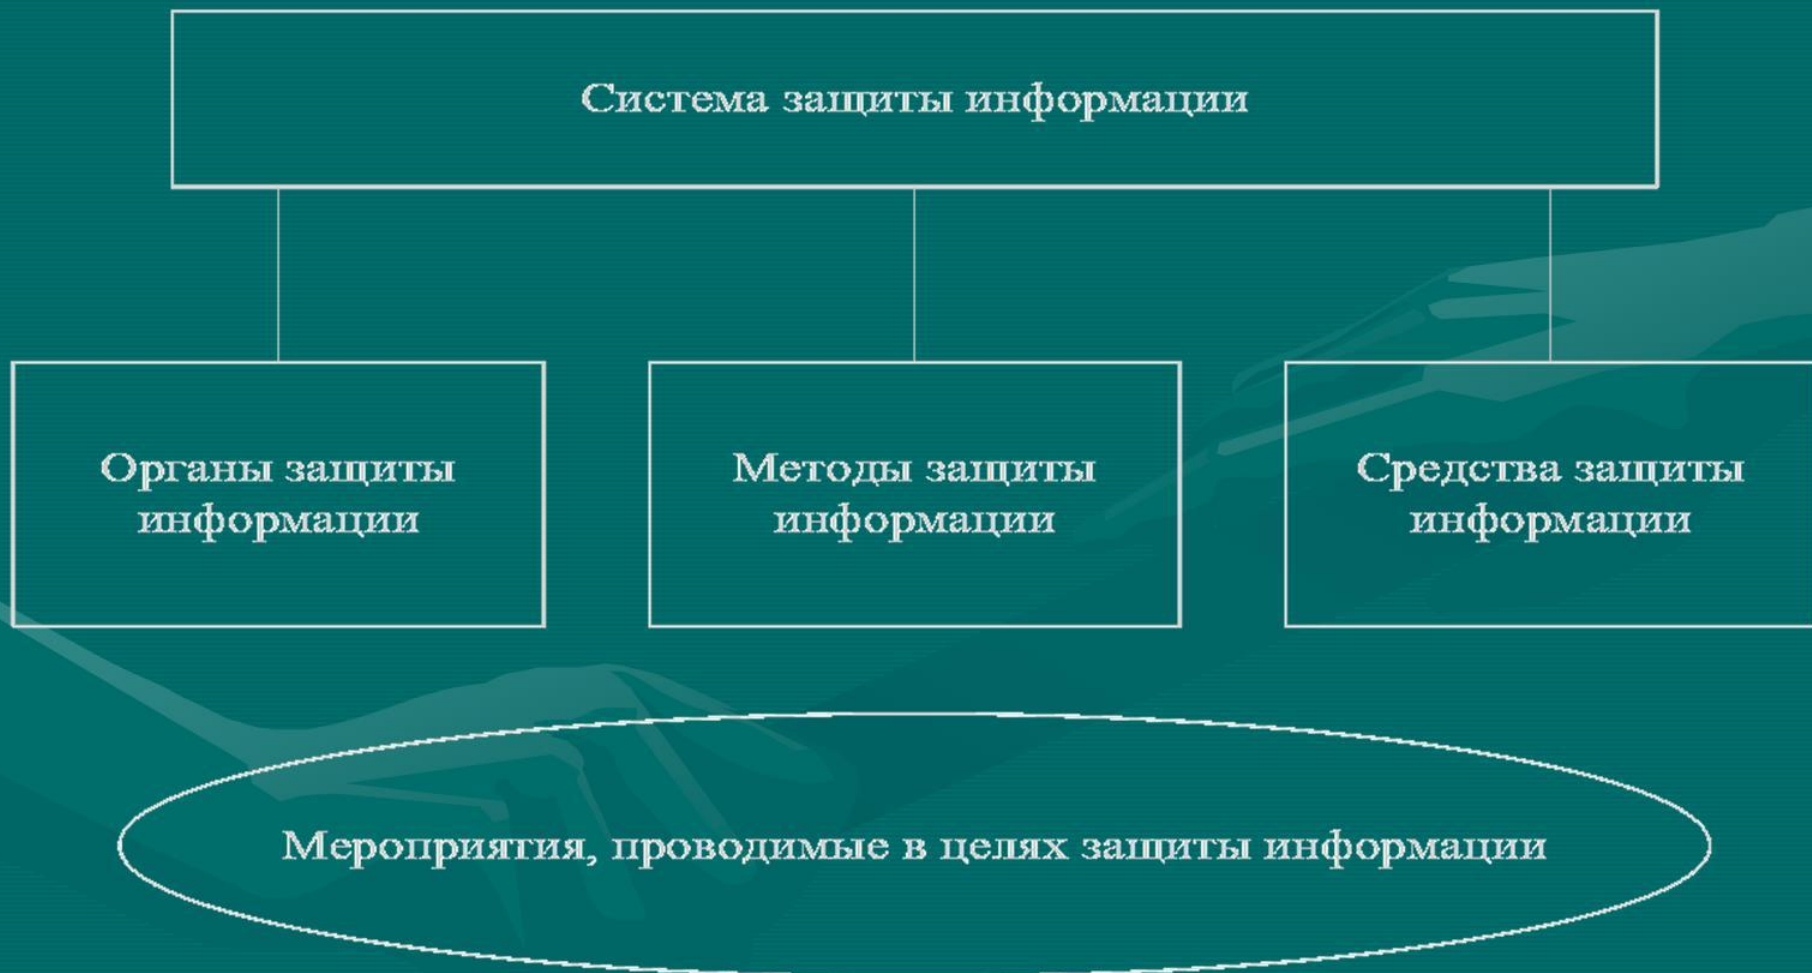 Система защиты информации
Органы защиты
информации
Методы защиты
информации
Средства защиты
информации
Мероприятия, проводимые в целях защиты информации